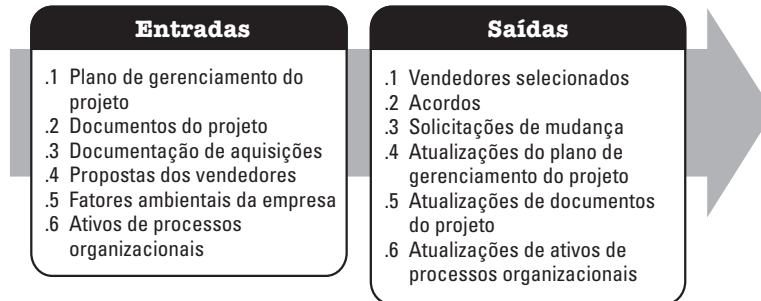 Entradas
.1 Plano de gerenciamento do
projeto
.2 Documentos do projeto
.3 Documentação de aquisições
.4 Propostas dos vendedores
.5 Fatores ambientais da empresa
.6 Ativos de processos
organizacionais
Saídas
.1 Vendedores selecionados
.2 Acordos
.3 Solicitações de mudança
.4 Atualizações do plano de
gerenciamento do projeto
.5 Atualizações de documentos
do projeto
.6 Atualizações de ativos de
processos organizacionais